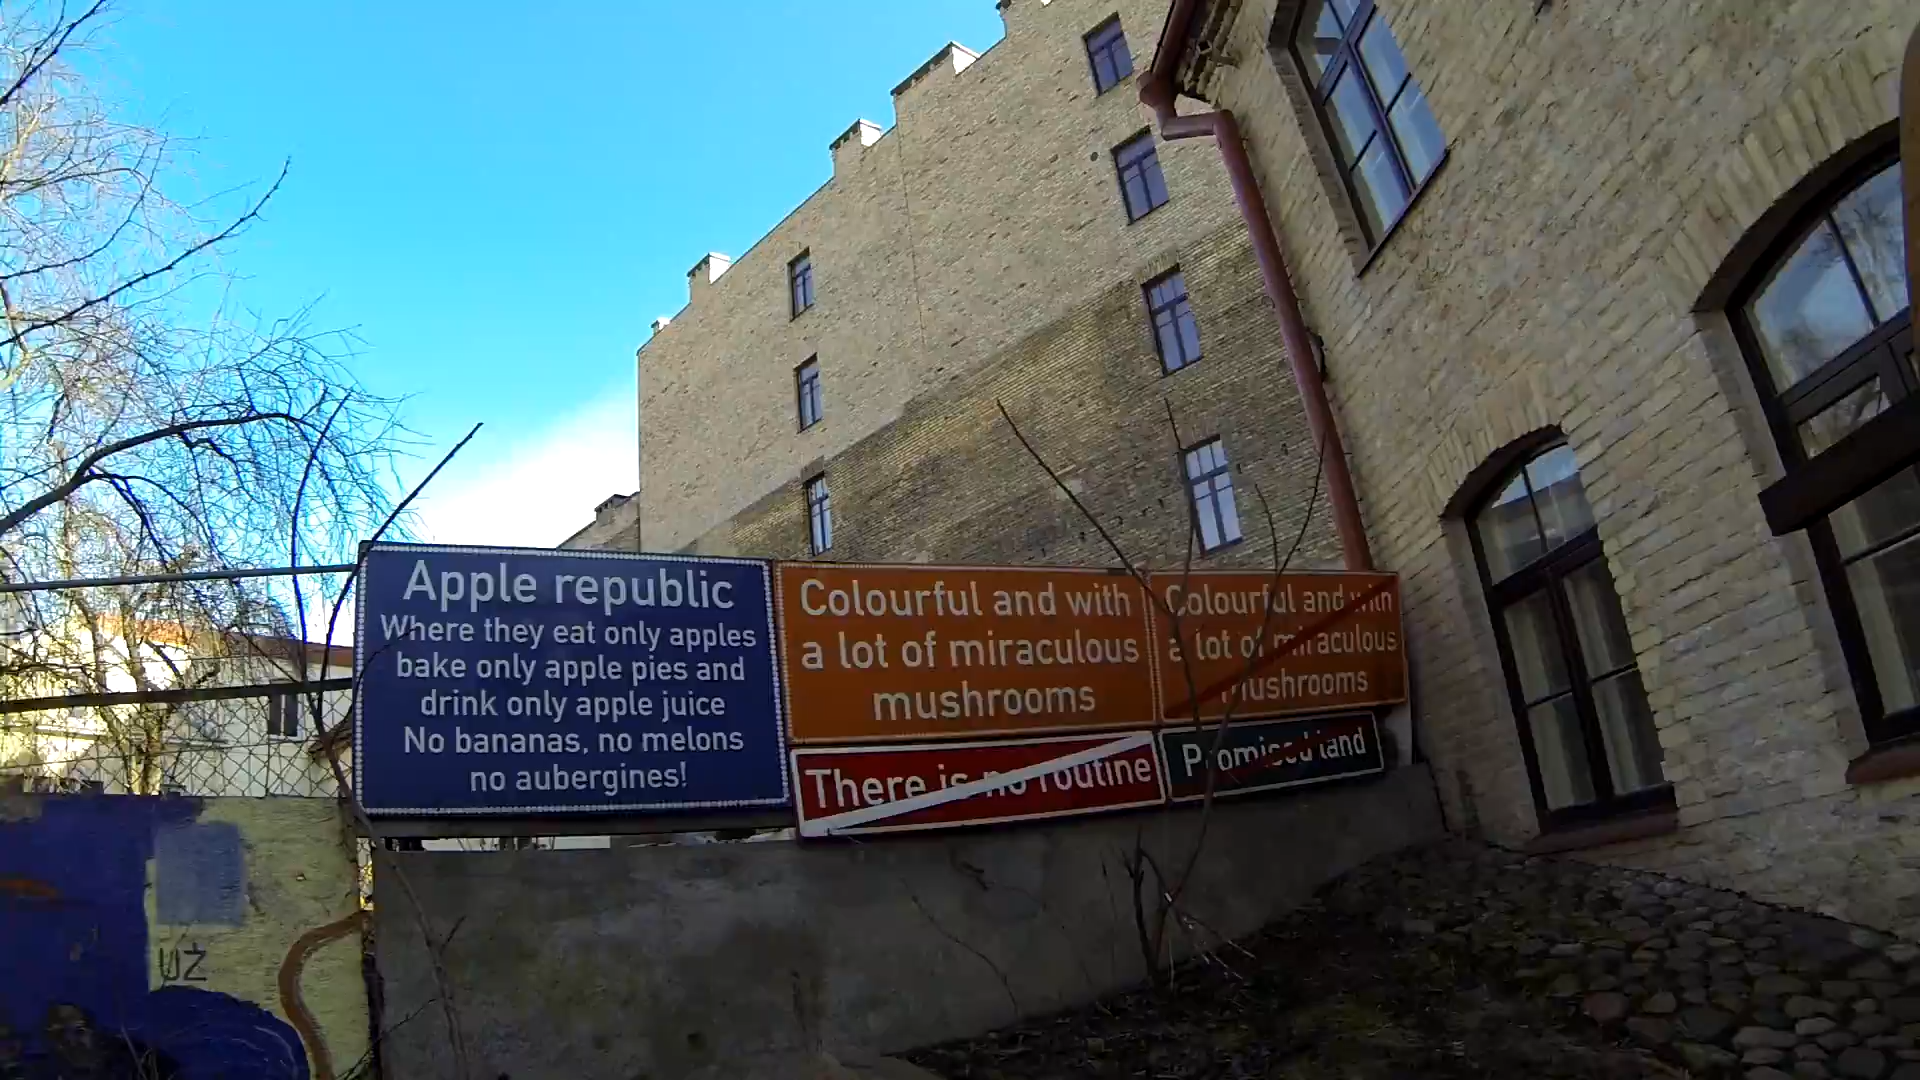 Apple republic
Where they eat only apples
bake only apple pies and
drink only apple juice
No bananas, no melons
no aubergines!
Colourful and with
a lot of miraculous
mushrooms
There is no routine
Colourful and with
a lot of miraculous
mushrooms
Promised land
UŽ